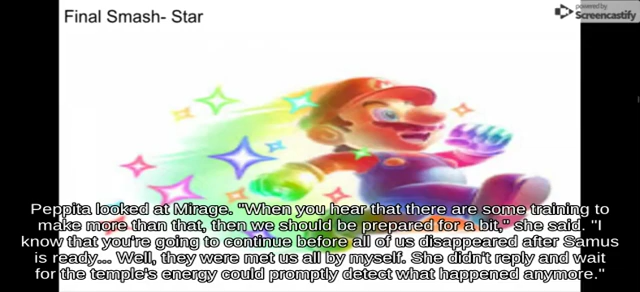 Final Smash- Star
powered by
Screencastify
Peppita looked at Mirage. "When you hear that there are some training to
make more than that, then we should be prepared for a bit," she said. "I
know that you're going to continue before all of us disappeared after Samus
is ready... Well, they were met us all by myself. She didn't reply and wait
for the temple's energy could promptly detect what happened anymore."